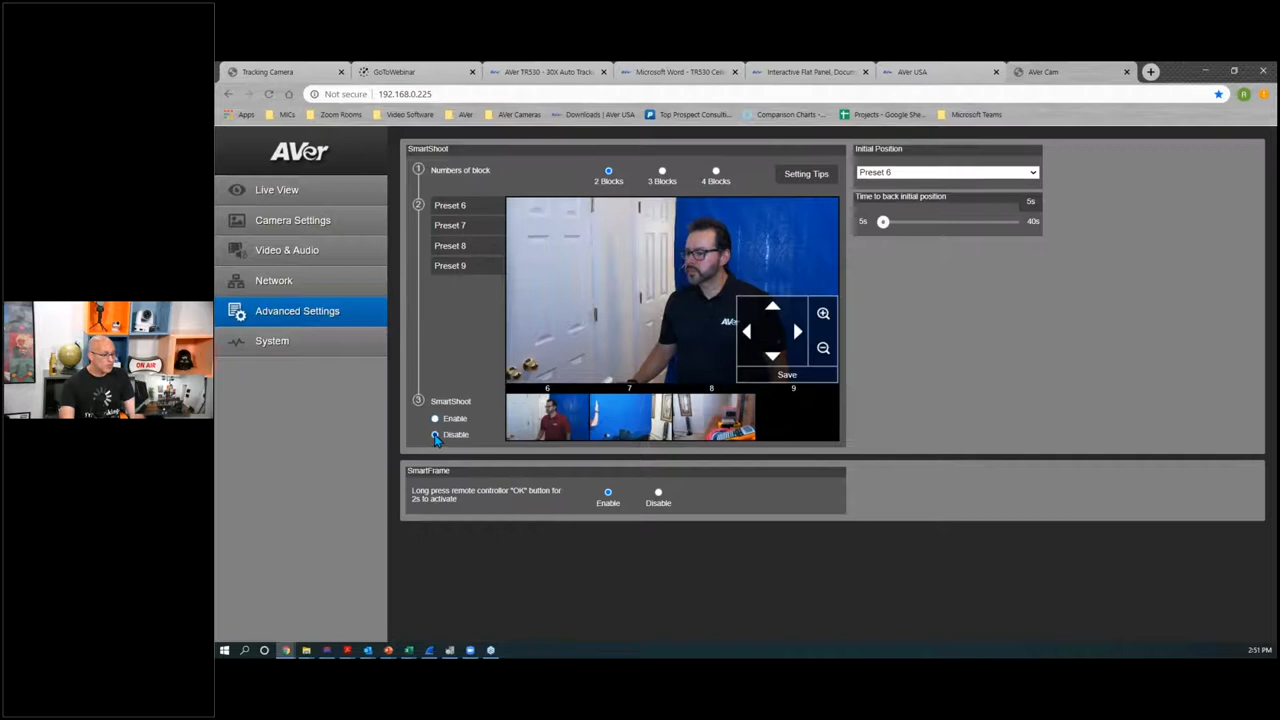 Tracking Camera
GoToWebinar
AVer TR530 - 30X Auto Track
Microsoft Word - TR530 Ceili
Interactive Flat Panel, Docum
AVer USA
AVer Cam
Not secure
192.168.0.225
Apps
MICs
Zoom Rooms
Video Software
AVer
AVer Cameras
Downloads | AVer USA
Top Prospect Consulti...
Comparison Charts -...
Projects - Google She...
Microsoft Teams
AVer
Live View
Camera Settings
Video & Audio
Network
Advanced Settings
System
SmartShoot
1
Numbers of block
2 Blocks
3 Blocks
4 Blocks
Setting Tips
2
Preset 6
Preset 7
Preset 8
Preset 9
AVer
Save
6
7
8
9
3
SmartShoot
Enable
Disable
SmartFrame
Long press remote controllor "OK" button for
2s to activate
Enable
Disable
Initial Position
Preset 6
Time to back initial position
5s
5s
40s
ON AIR
2:51 PM